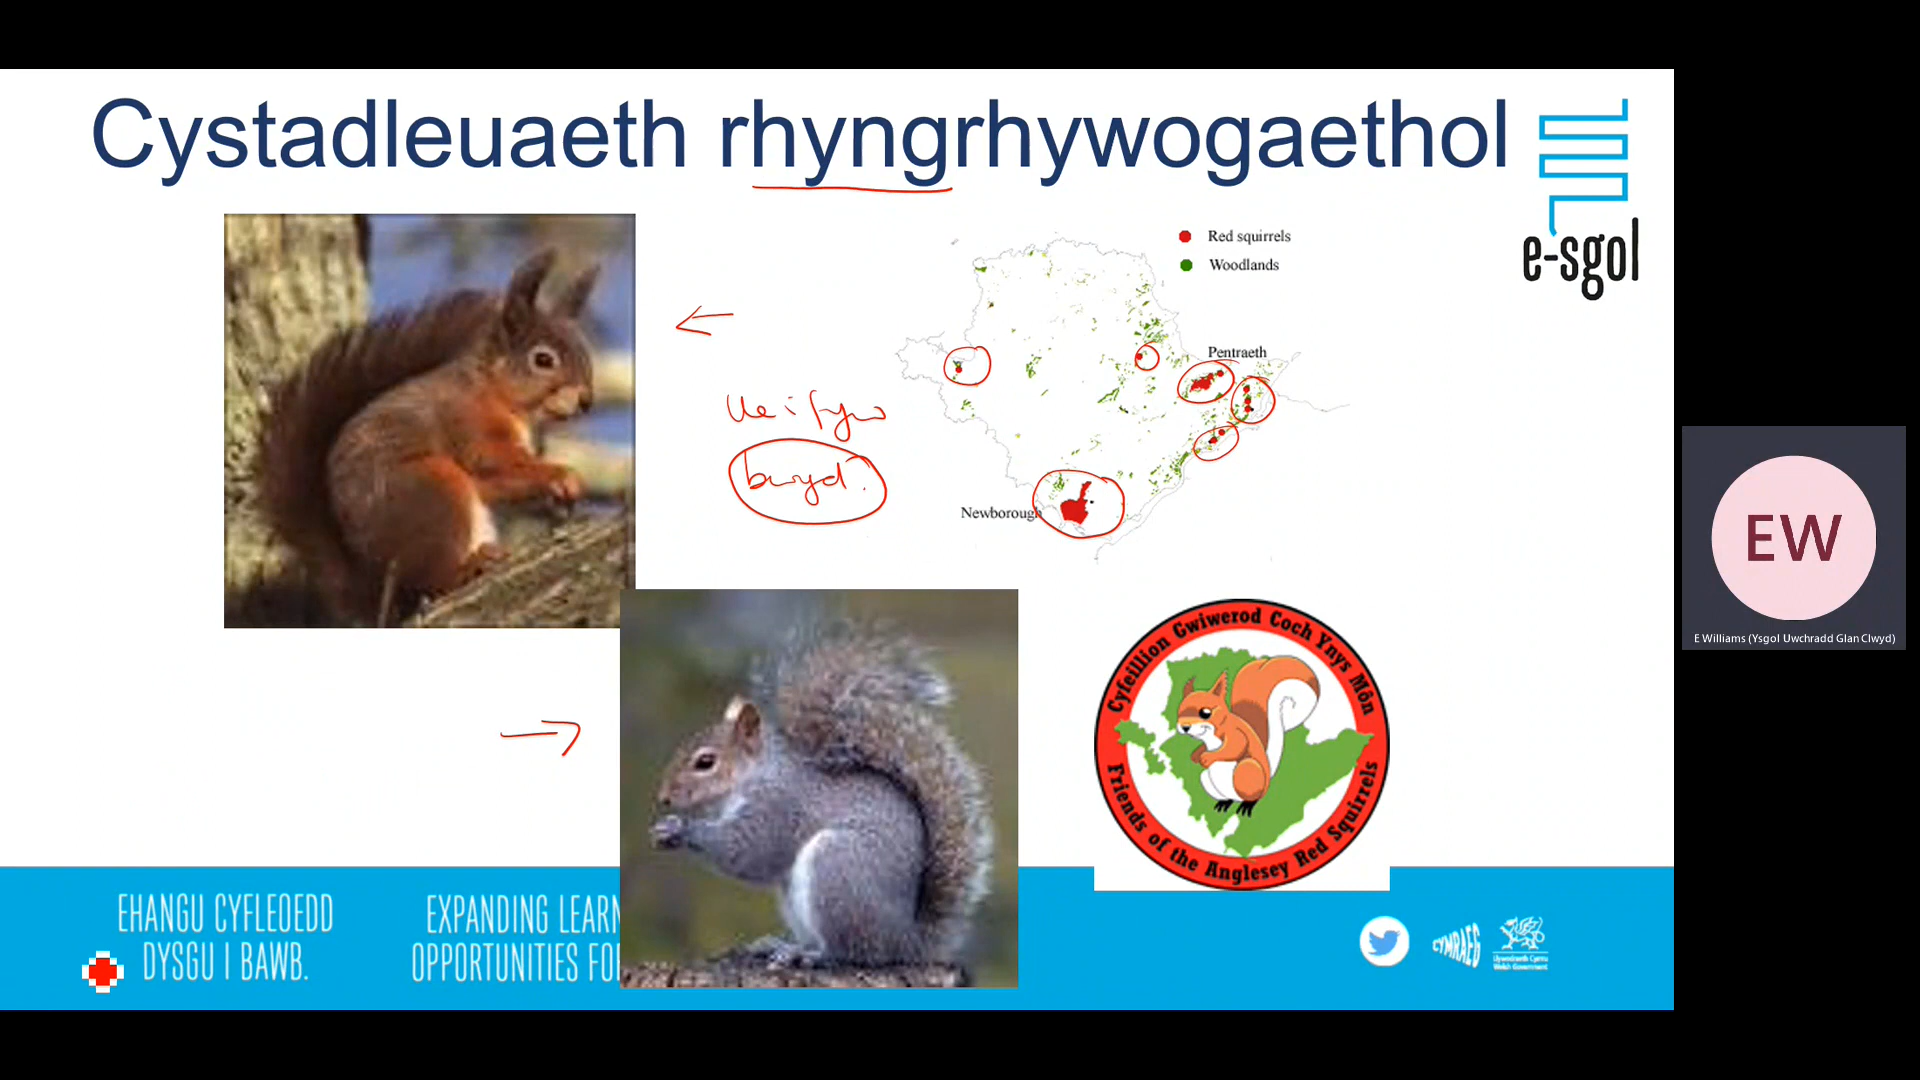 Cystadleuaeth rhyngrhywogaethol
e-sgol
Red squirrels
Woodlands
Pentraeth
Newborough
lle i fyw
bwyd?
Cyfeillion Gwiwerod Coch Ynys Môn
Friends of the Anglesey Red Squirrels
EHANGU CYFLEOEDD
DYSGU I BAWB.
EXPANDING LEARN
OPPORTUNITIES FO
CYMRAEG
Llywodraeth Cymru
Welsh Government
EW
E Williams (Ysgol Uwchradd Glan Clwyd)